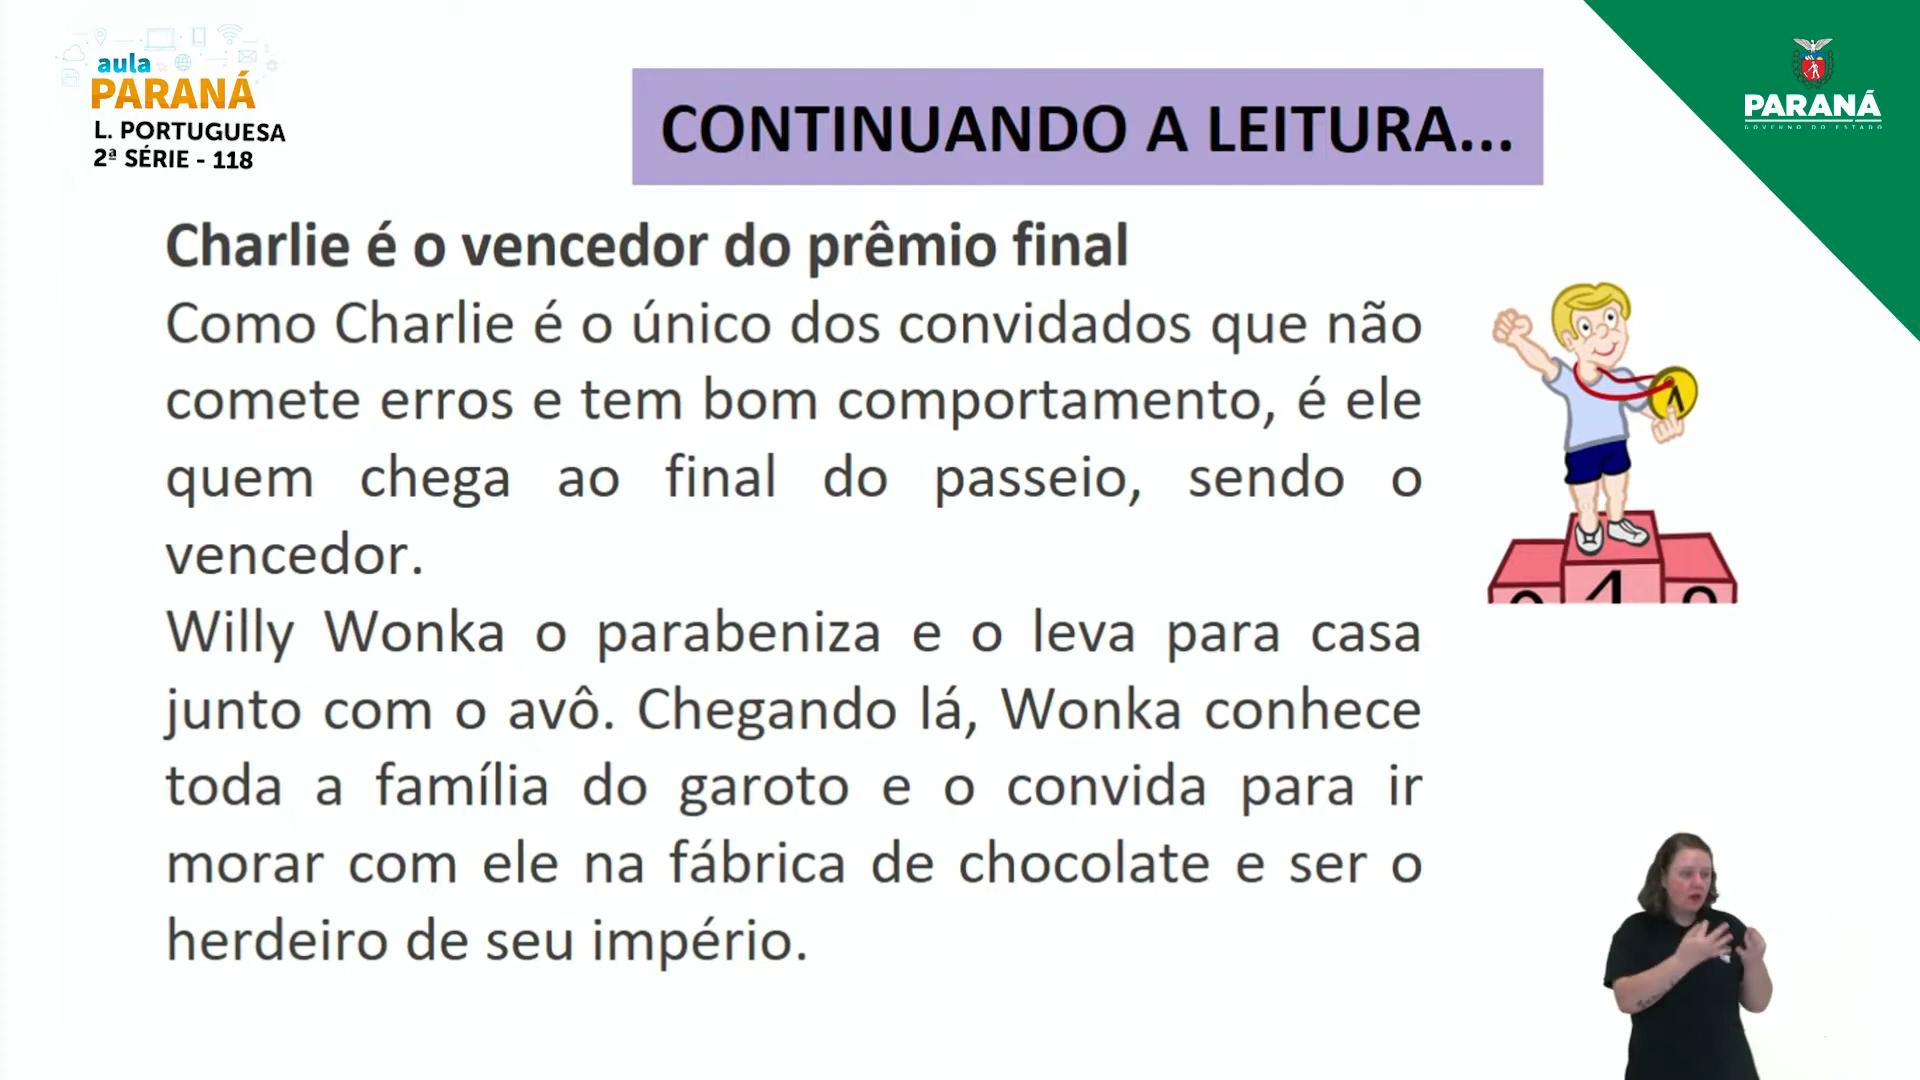 aula
PARANÁ
L. PORTUGUESA
2ª SÉRIE - 118
CONTINUANDO A LEITURA...
PARANÁ
GOVERNO DO ESTADO
Charlie é o vencedor do prêmio final
Como Charlie é o único dos convidados que não
comete erros e tem bom comportamento, é ele
quem chega ao final do passeio, sendo o
vencedor.
Willy Wonka o parabeniza e o leva para casa
junto com o avô. Chegando lá, Wonka conhece
toda a família do garoto e o convida para ir
morar com ele na fábrica de chocolate e ser o
herdeiro de seu império.
1
1